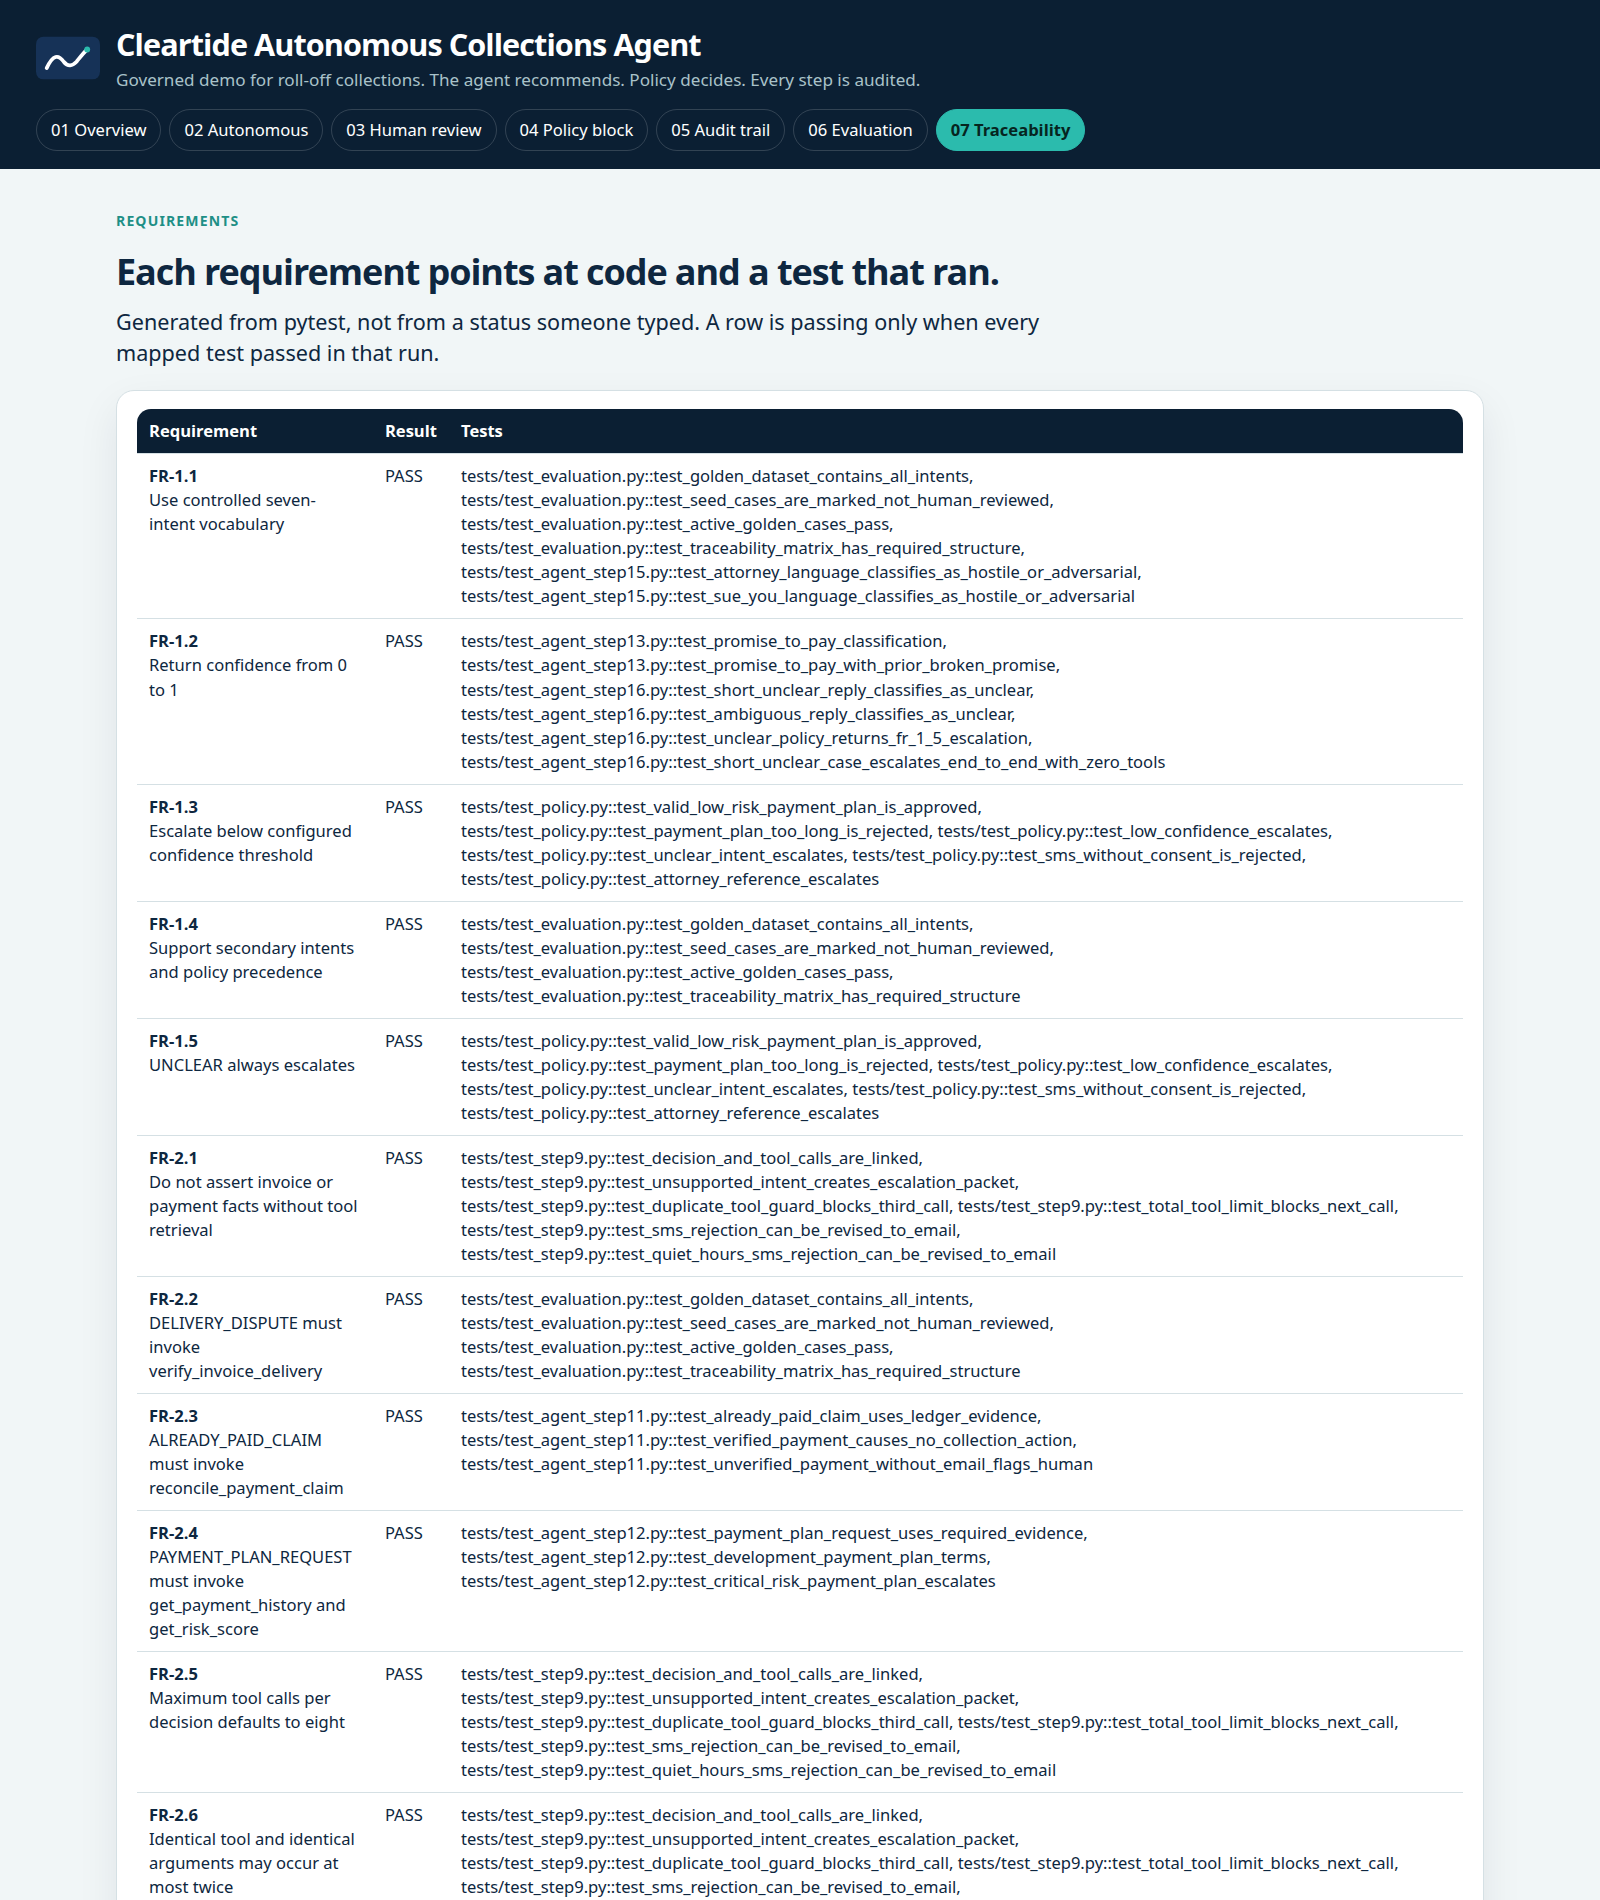 Cleartide Autonomous Collections Agent
Governed demo for roll-off collections. The agent recommends. Policy decides. Every step is audited.
01 Overview
02 Autonomous
03 Human review
04 Policy block
05 Audit trail
06 Evaluation
07 Traceability
REQUIREMENTS
Each requirement points at code and a test that ran.
Generated from pytest, not from a status someone typed. A row is passing only when every
mapped test passed in that run.
Requirement Result Tests
FR-1.1
Use controlled seven-
intent vocabulary
PASS
tests/test_evaluation.py::test_golden_dataset_contains_all_intents,
tests/test_evaluation.py::test_seed_cases_are_marked_not_human_reviewed,
tests/test_evaluation.py::test_active_golden_cases_pass,
tests/test_evaluation.py::test_traceability_matrix_has_required_structure,
tests/test_agent_step15.py::test_attorney_language_classifies_as_hostile_or_adversarial,
tests/test_agent_step15.py::test_sue_you_language_classifies_as_hostile_or_adversarial
FR-1.2
Return confidence from 0
to 1
PASS
tests/test_agent_step13.py::test_promise_to_pay_classification,
tests/test_agent_step13.py::test_promise_to_pay_with_prior_broken_promise,
tests/test_agent_step16.py::test_short_unclear_reply_classifies_as_unclear,
tests/test_agent_step16.py::test_ambiguous_reply_classifies_as_unclear,
tests/test_agent_step16.py::test_unclear_policy_returns_fr_1_5_escalation,
tests/test_agent_step16.py::test_short_unclear_case_escalates_end_to_end_with_zero_tools
FR-1.3
Escalate below configured
confidence threshold
PASS
tests/test_policy.py::test_valid_low_risk_payment_plan_is_approved,
tests/test_policy.py::test_payment_plan_too_long_is_rejected, tests/test_policy.py::test_low_confidence_escalates,
tests/test_policy.py::test_unclear_intent_escalates, tests/test_policy.py::test_sms_without_consent_is_rejected,
tests/test_policy.py::test_attorney_reference_escalates
FR-1.4
Support secondary intents
and policy precedence
PASS
tests/test_evaluation.py::test_golden_dataset_contains_all_intents,
tests/test_evaluation.py::test_seed_cases_are_marked_not_human_reviewed,
tests/test_evaluation.py::test_active_golden_cases_pass,
tests/test_evaluation.py::test_traceability_matrix_has_required_structure
FR-1.5
UNCLEAR always escalates
PASS
tests/test_policy.py::test_valid_low_risk_payment_plan_is_approved,
tests/test_policy.py::test_payment_plan_too_long_is_rejected, tests/test_policy.py::test_low_confidence_escalates,
tests/test_policy.py::test_unclear_intent_escalates, tests/test_policy.py::test_sms_without_consent_is_rejected,
tests/test_policy.py::test_attorney_reference_escalates
FR-2.1
Do not assert invoice or
payment facts without tool
retrieval
PASS
tests/test_step9.py::test_decision_and_tool_calls_are_linked,
tests/test_step9.py::test_unsupported_intent_creates_escalation_packet,
tests/test_step9.py::test_duplicate_tool_guard_blocks_third_call, tests/test_step9.py::test_total_tool_limit_blocks_next_call,
tests/test_step9.py::test_sms_rejection_can_be_revised_to_email,
tests/test_step9.py::test_quiet_hours_sms_rejection_can_be_revised_to_email
FR-2.2
DELIVERY_DISPUTE must
invoke
verify_invoice_delivery
PASS
tests/test_evaluation.py::test_golden_dataset_contains_all_intents,
tests/test_evaluation.py::test_seed_cases_are_marked_not_human_reviewed,
tests/test_evaluation.py::test_active_golden_cases_pass,
tests/test_evaluation.py::test_traceability_matrix_has_required_structure
FR-2.3
ALREADY_PAID_CLAIM
must invoke
reconcile_payment_claim
PASS
tests/test_agent_step11.py::test_already_paid_claim_uses_ledger_evidence,
tests/test_agent_step11.py::test_verified_payment_causes_no_collection_action,
tests/test_agent_step11.py::test_unverified_payment_without_email_flags_human
FR-2.4
PAYMENT_PLAN_REQUEST
must invoke
get_payment_history and
get_risk_score
PASS
tests/test_agent_step12.py::test_payment_plan_request_uses_required_evidence,
tests/test_agent_step12.py::test_development_payment_plan_terms,
tests/test_agent_step12.py::test_critical_risk_payment_plan_escalates
FR-2.5
Maximum tool calls per
decision defaults to eight
PASS
tests/test_step9.py::test_decision_and_tool_calls_are_linked,
tests/test_step9.py::test_unsupported_intent_creates_escalation_packet,
tests/test_step9.py::test_duplicate_tool_guard_blocks_third_call, tests/test_step9.py::test_total_tool_limit_blocks_next_call,
tests/test_step9.py::test_sms_rejection_can_be_revised_to_email,
tests/test_step9.py::test_quiet_hours_sms_rejection_can_be_revised_to_email
FR-2.6
Identical tool and identical
arguments may occur at
most twice
PASS
tests/test_step9.py::test_decision_and_tool_calls_are_linked,
tests/test_step9.py::test_unsupported_intent_creates_escalation_packet,
tests/test_step9.py::test_duplicate_tool_guard_blocks_third_call, tests/test_step9.py::test_total_tool_limit_blocks_next_call,
tests/test_step9.py::test_sms_rejection_can_be_revised_to_email,